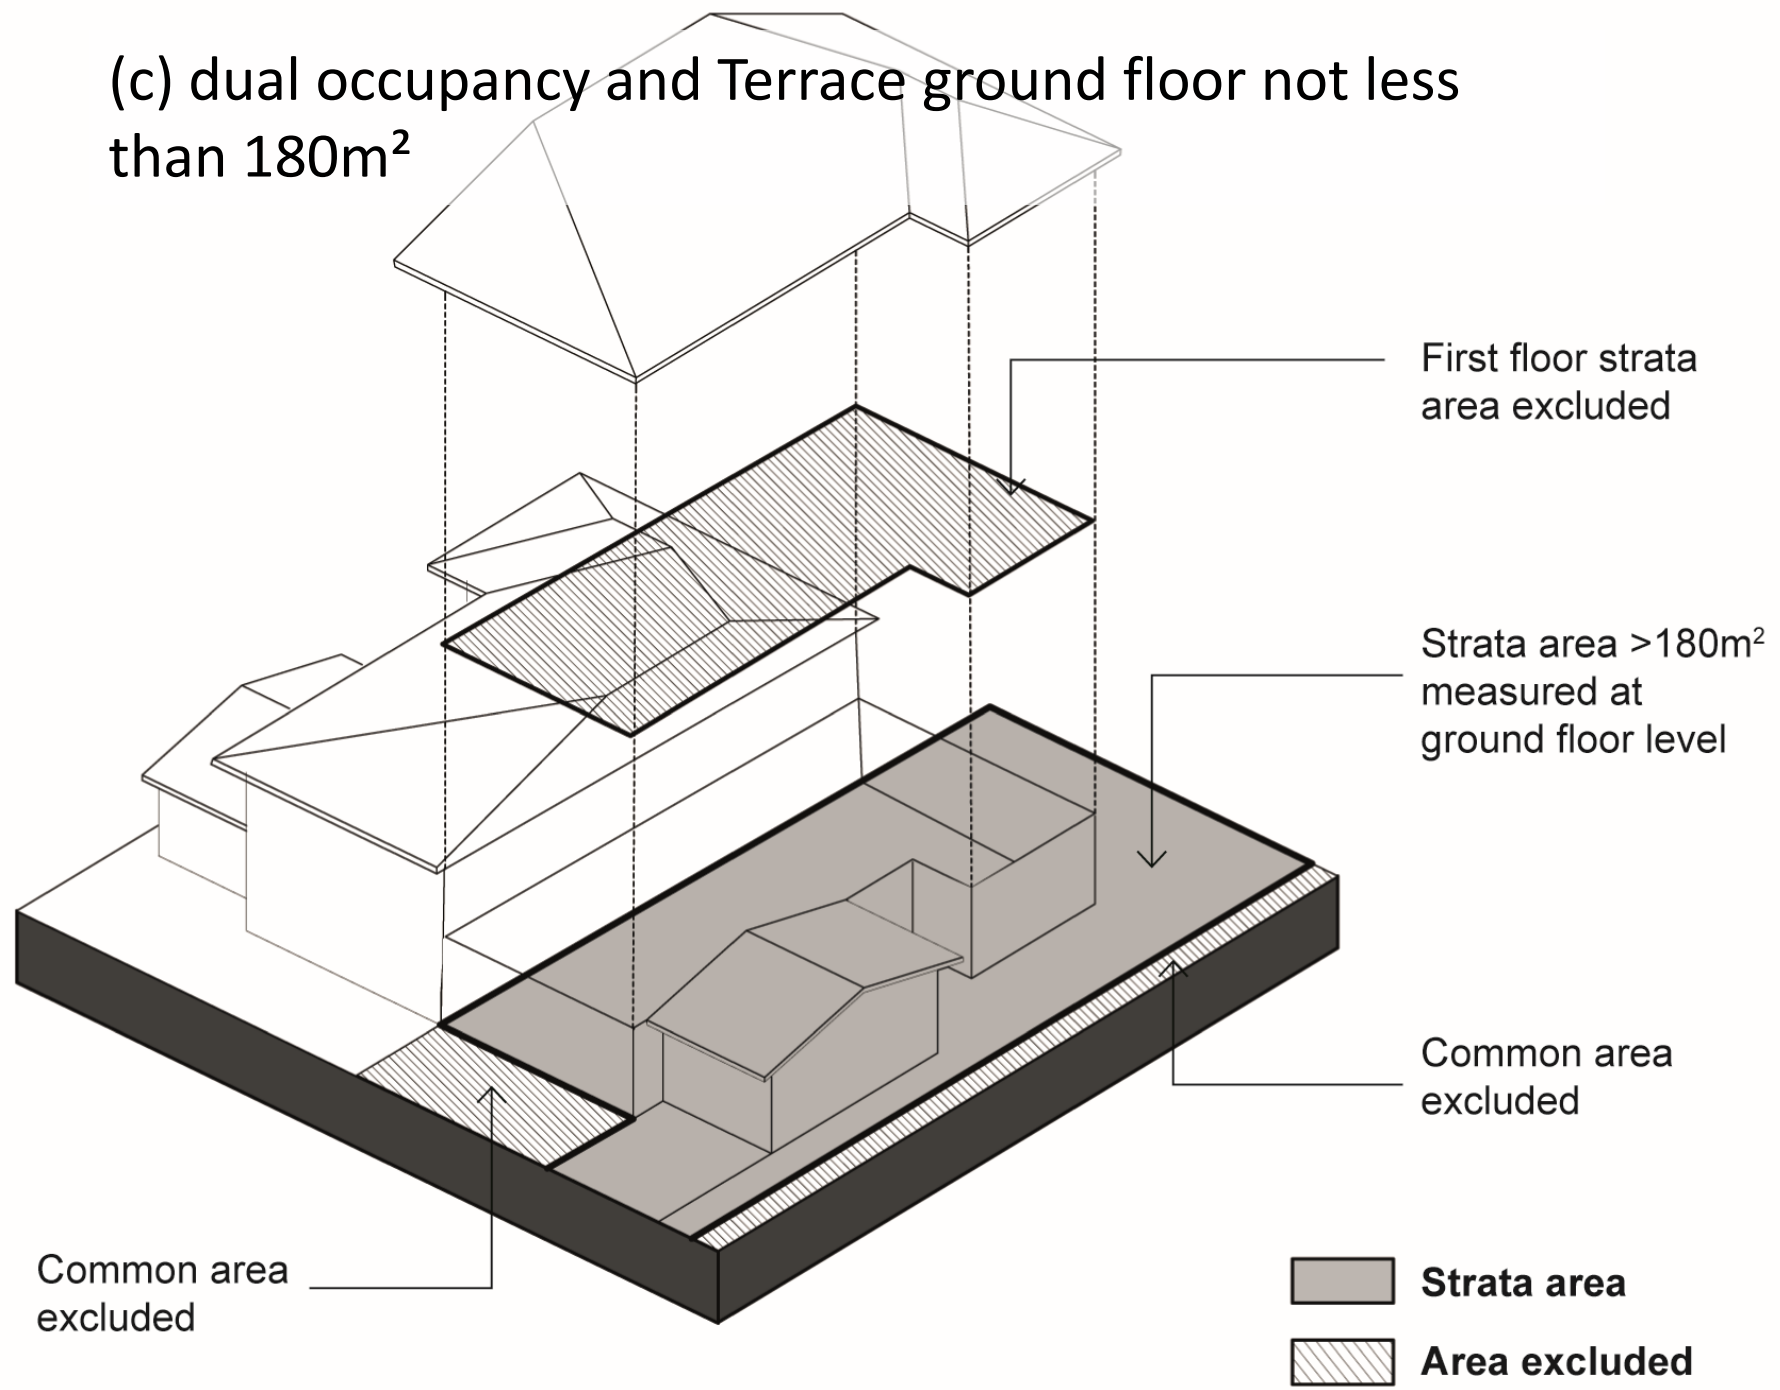 (c) dual occupancy and Terrace ground floor not less
than 180m²
First floor strata
area excluded
Strata area >180m²
measured at
ground floor level
Common area
excluded
Common area
excluded
Strata area
Area excluded